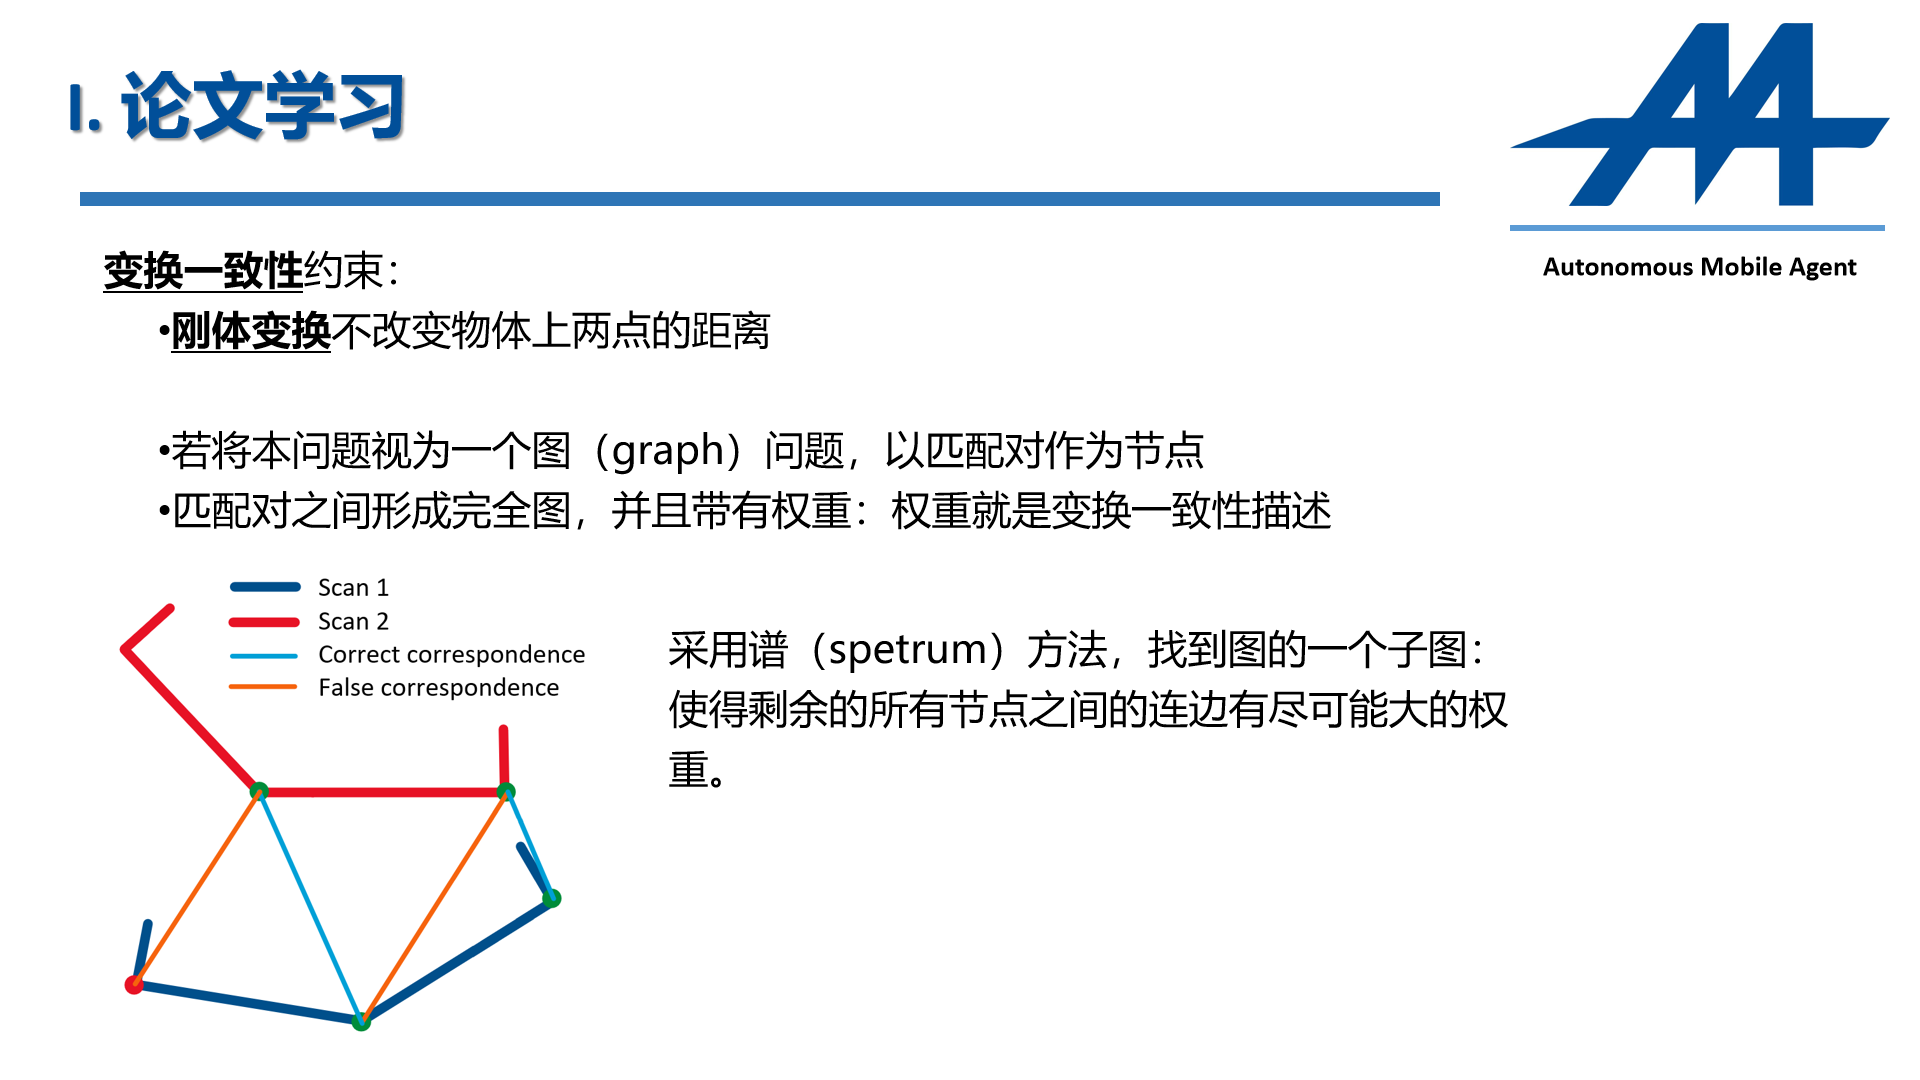 I. 论文学习
Autonomous Mobile Agent
变换一致性约束：
•刚体变换不改变物体上两点的距离
•若将本问题视为一个图（graph）问题，以匹配对作为节点
•匹配对之间形成完全图，并且带有权重：权重就是变换一致性描述
Scan 1
Scan 2
Correct correspondence
False correspondence
采用谱（spetrum）方法，找到图的一个子图：
使得剩余的所有节点之间的连边有尽可能大的权
重。